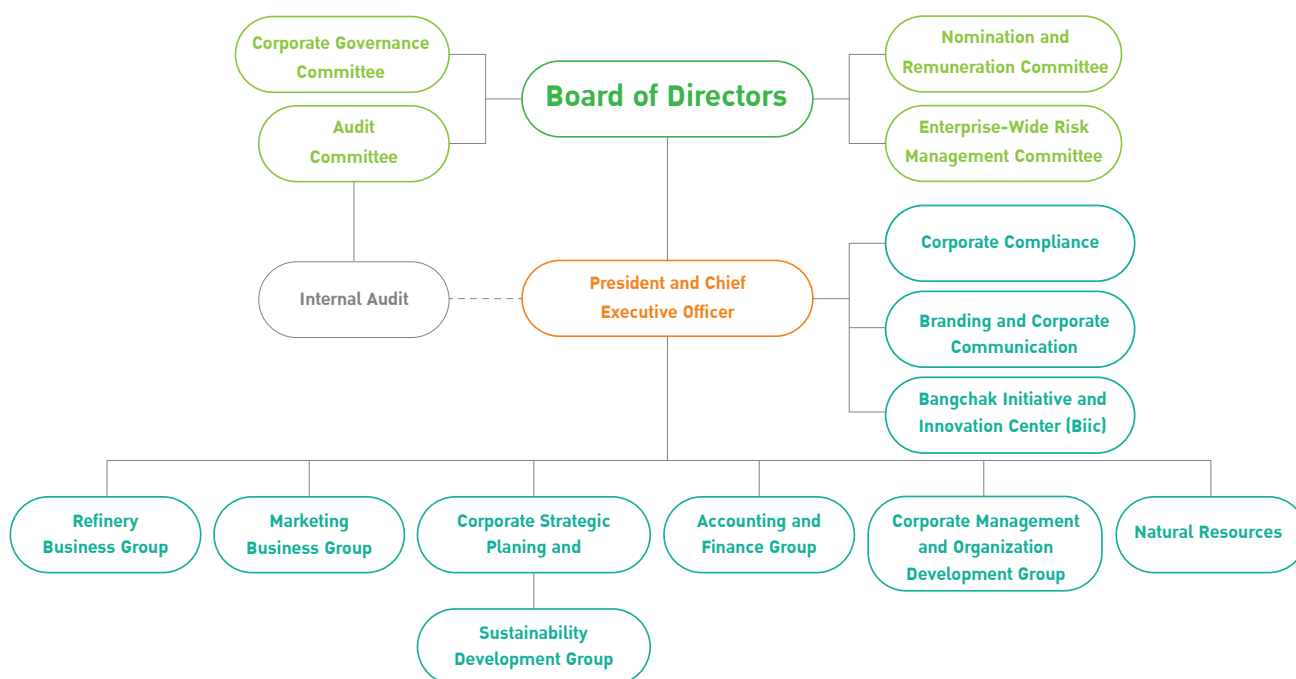 Corporate Governance
Committee
Board of Directors
Nomination and
Remuneration Committee
Audit
Committee
Enterprise-Wide Risk
Management Committee
Internal Audit
President and Chief
Executive Officer
Corporate Compliance
Branding and Corporate
Communication
Bangchak Initiative and
Innovation Center (Biic)
Refinery
Business Group
Marketing
Business Group
Corporate Strategic
Planing and
Accounting and
Finance Group
Corporate Management
and Organization
Development Group
Natural Resources
Sustainability
Development Group